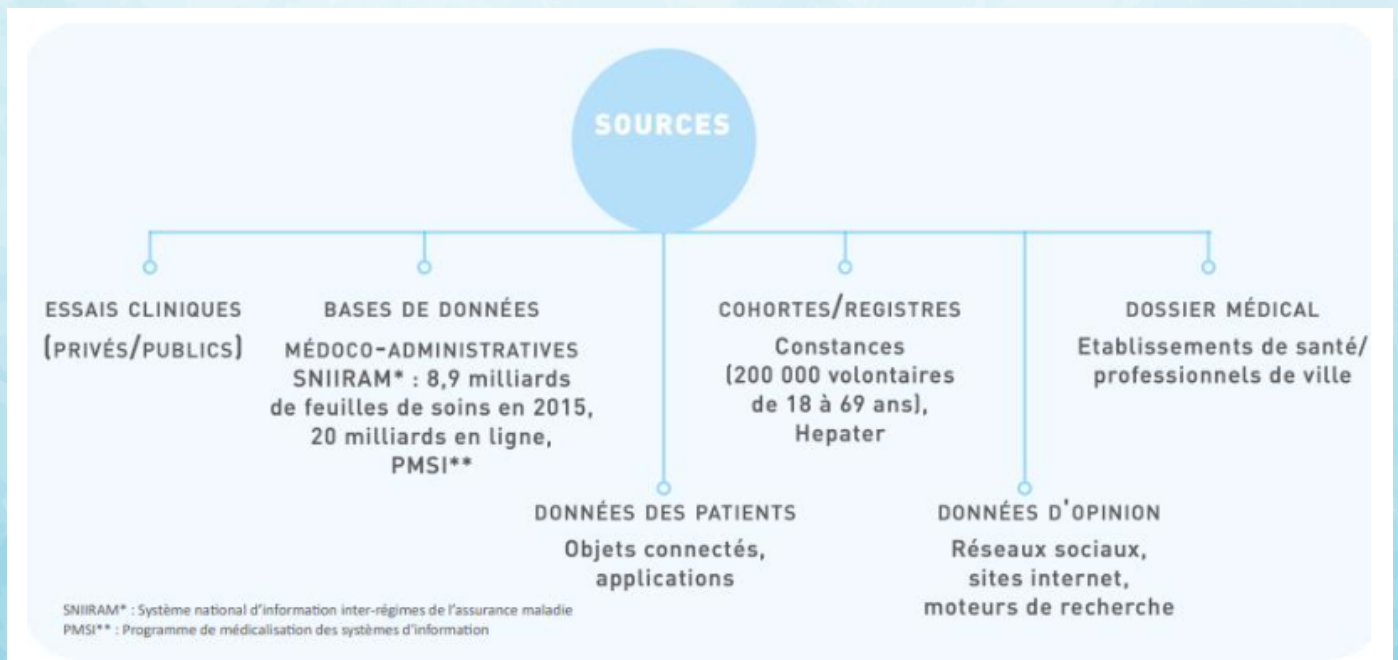 SOURCES
ESSAIS CLINIQUES
(PRIVÉS/PUBLICS)
BASES DE DONNÉES
MÉDOCO-ADMINISTRATIVES
SNIIRAM* : 8,9 milliards
de feuilles de soins en 2015,
20 milliards en ligne,
PMSI**
COHORTES/REGISTRES
Constances
(200 000 volontaires
de 18 à 69 ans),
Hepater
DOSSIER MÉDICAL
Etablissements de santé/
professionnels de ville
DONNÉES DES PATIENTS
Objets connectés,
applications
DONNÉES D'OPINION
Réseaux sociaux,
sites internet,
moteurs de recherche
SNIIRAM* : Système national d'information inter-régimes de l'assurance maladie
PMSI** : Programme de médicalisation des systèmes d'information